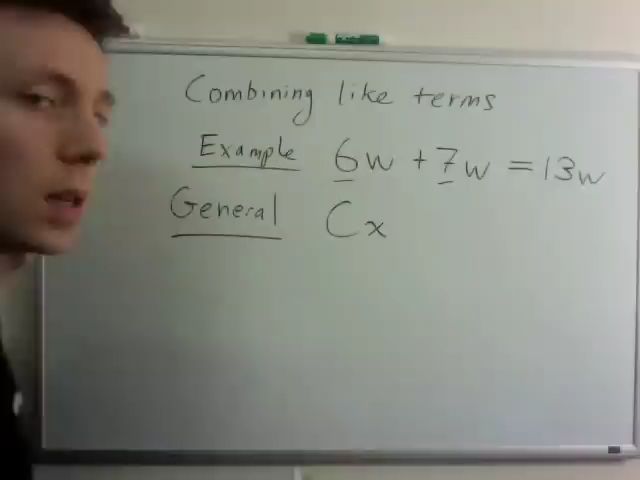 Combining like terms
Example 6w + 7w = 13w
General Cx